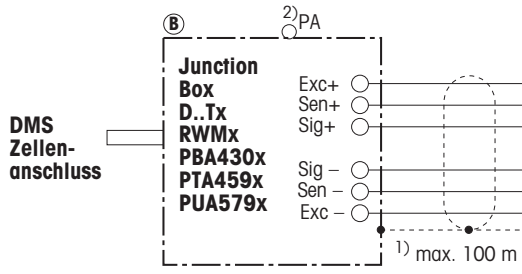 B
2) PA
Junction
Box
D..Tx
RWMx
PBA430x
PTA459x
PUA579x
DMS
Zellen-
anschluss
Exc+
Sen+
Sig+
Sig –
Sen –
Exc –
1) max. 100 m